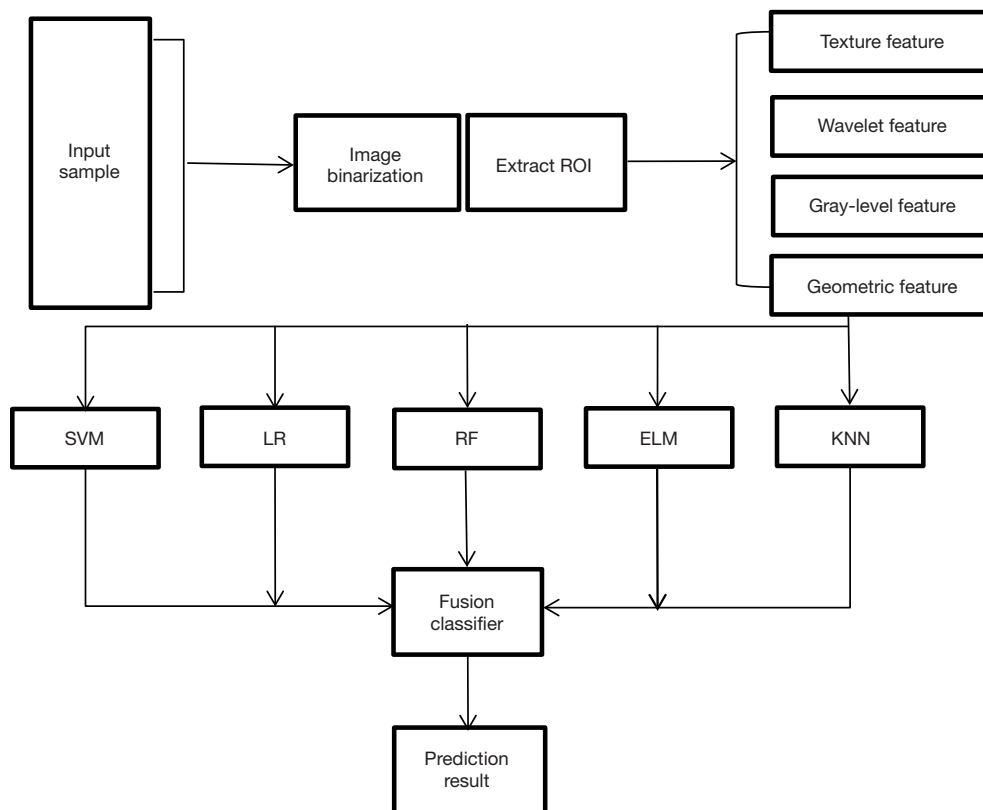 Input
sample
Image
binarization
Extract ROI
Texture feature
Wavelet feature
Gray-level feature
Geometric feature
SVM
LR
RF
ELM
KNN
Fusion
classifier
Prediction
result